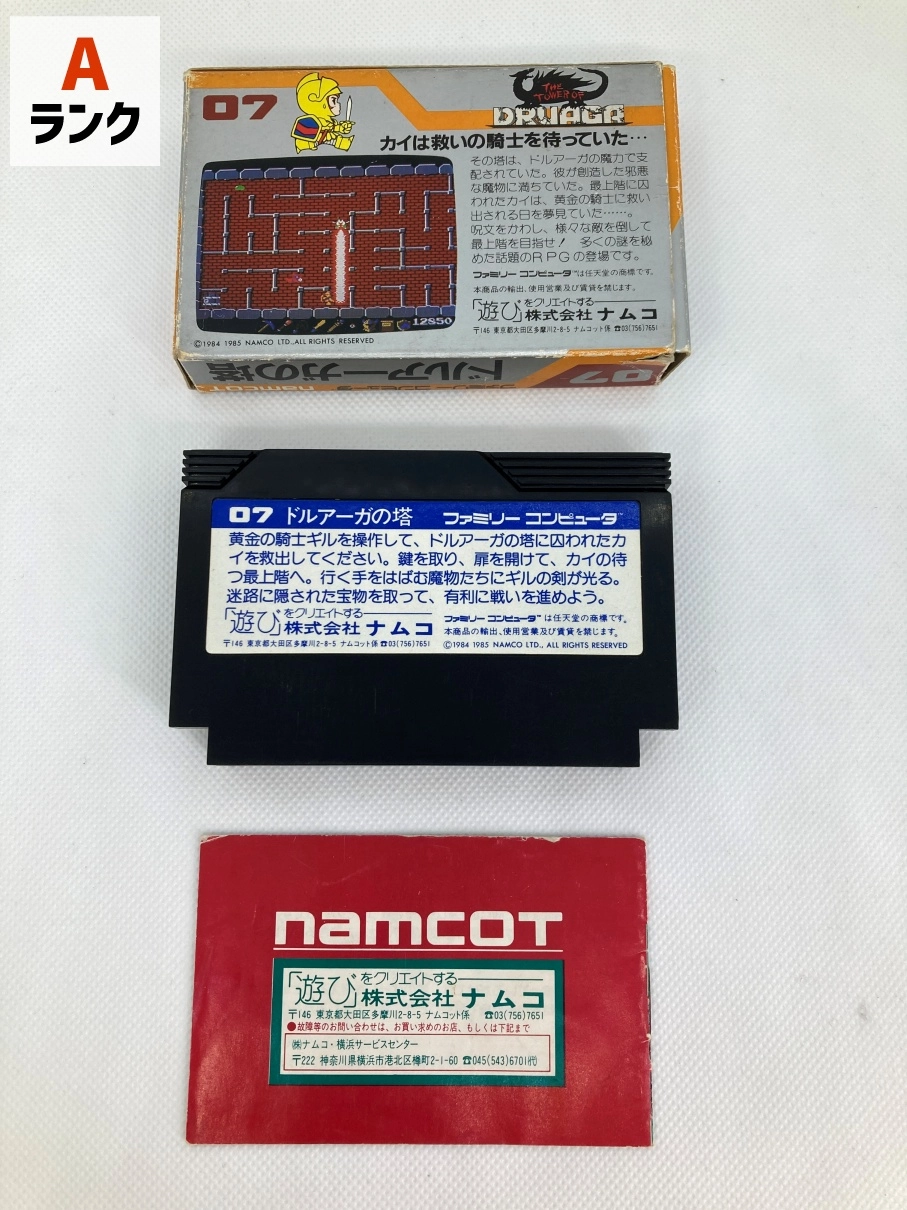 A
ランク
07
THE
TOWER OF
DRUAGA
カイは救いの騎士を待っていた…
その塔は、ドルアーガの魔力で支
配されていた。彼が創造した邪悪
な魔物に満ちていた。最上階に囚
われたカイは、黄金の騎士に救い
出される日を夢見ていた……。
呪文をかわし、様々な敵を倒して
最上階を目指せ! 多くの謎を秘
めた話題のRPGの登場です。
ファミリー コンピュータ™は任天堂の商標です。
本商品の輸出、使用営業及び賃貸を禁じます。
「遊び」をクリエイトする
株式会社 ナムコ
〒146 東京都大田区多摩川2-8-5 ナムコット係 ☎03(756)7651
12850
©1984 1985 NAMCO LTD., ALL RIGHTS RESERVED
07
ドルアーガの塔
ファミリー コンピュータ
namcot
07 ドルアーガの塔 ファミリー コンピュータ™
黄金の騎士ギルを操作して、ドルアーガの塔に囚われたカ
イを救出してください。鍵を取り、扉を開けて、カイの待
つ最上階へ。行く手をはばむ魔物たちにギルの剣が光る。
迷路に隠された宝物を取って、有利に戦いを進めよう。
「遊び」をクリエイトする
株式会社 ナムコ
〒146 東京都大田区多摩川2-8-5 ナムコット係 ☎03(756)7651
ファミリー コンピュータ™は任天堂の商標です。
本商品の輸出、使用営業及び賃貸を禁じます。
©1984 1985 NAMCO LTD., ALL RIGHTS RESERVED
namcot
「遊び」をクリエイトする
株式会社 ナムコ
〒146 東京都大田区多摩川2-8-5 ナムコット係 ☎03(756)7651
●故障等のお問い合わせは、お買い求めのお店、もしくは下記まで
㈱ナムコ・横浜サービスセンター
〒222 神奈川県横浜市港北区樽町2-1-60 ☎045(543)6701㈹